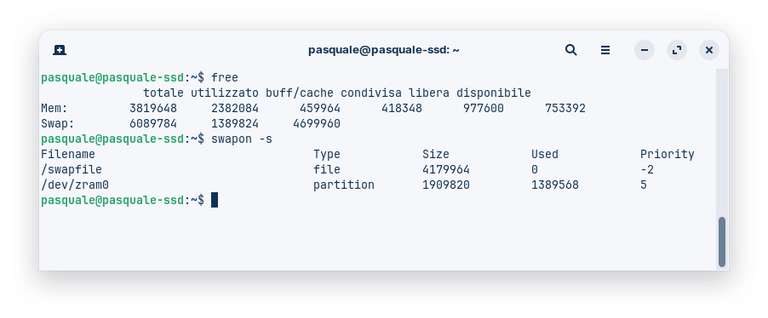 pasquale@pasquale-ssd: ~
pasquale@pasquale-ssd:~$ free
totale utilizzato buff/cache condivisa libera disponibile
Mem: 3819648 2382084 459964 418348 977600 753392
Swap: 6089784 1389824 4699960
pasquale@pasquale-ssd:~$ swapon -s
Filename Type Size Used Priority
/swapfile file 4179964 0 -2
/dev/zram0 partition 1909820 1389568 5
pasquale@pasquale-ssd:~$